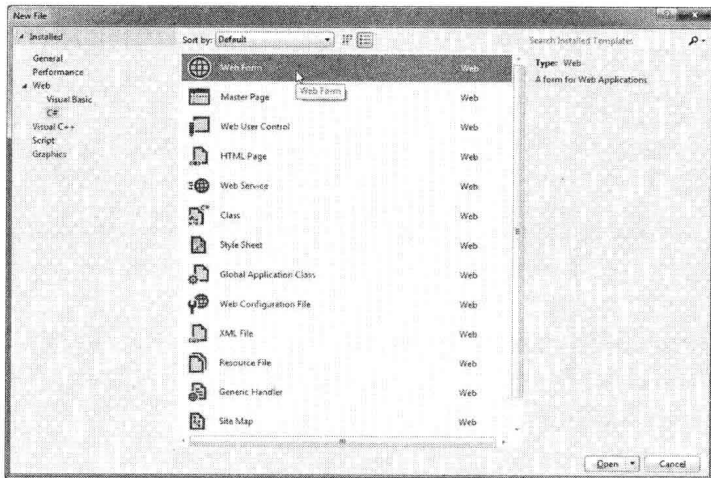 New File
Installed
General
Performance
Web
Visual Basic
C#
Visual C++
Script
Graphics
Sort by: Default
Web Form Web
Web Form
Master Page Web
Web User Control Web
HTML Page Web
Web Service Web
Class Web
Style Sheet Web
Global Application Class Web
Web Configuration File Web
XML File Web
Resource File Web
Generic Handler Web
Site Map Web
Search Installed Templates
Type: Web
A form for Web Applications
Open
Cancel